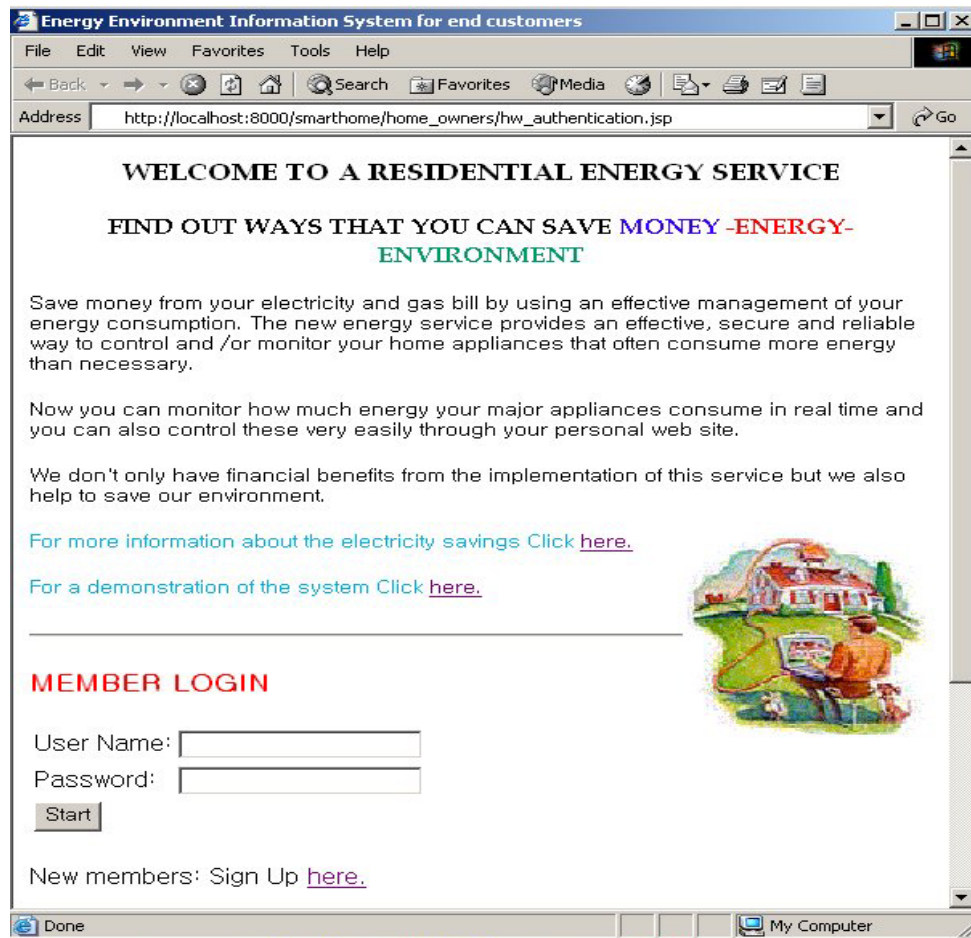 Energy Environment Information System for end customers
File Edit View Favorites Tools Help
Back Search Favorites Media
Address http://localhost:8000/smarthome/home_owners/hw_authentication.jsp Go
WELCOME TO A RESIDENTIAL ENERGY SERVICE
FIND OUT WAYS THAT YOU CAN SAVE MONEY -ENERGY-
ENVIRONMENT
Save money from your electricity and gas bill by using an effective management of your
energy consumption. The new energy service provides an effective, secure and reliable
way to control and /or monitor your home appliances that often consume more energy
than necessary.
Now you can monitor how much energy your major appliances consume in real time and
you can also control these very easily through your personal web site.
We don't only have financial benefits from the implementation of this service but we also
help to save our environment.
For more information about the electricity savings Click here.
For a demonstration of the system Click here.
MEMBER LOGIN
User Name:
Password:
Start
New members: Sign Up here.
Done My Computer